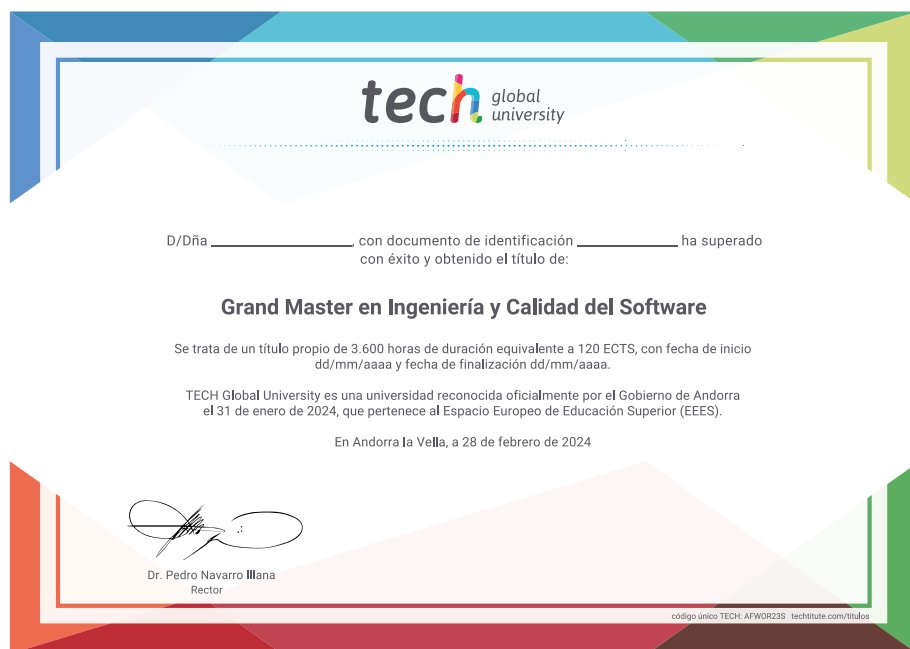 tech global university
D/Dña ________________, con documento de identificación ____________ ha superado
con éxito y obtenido el título de:
Grand Master en Ingeniería y Calidad del Software
Se trata de un título propio de 3.600 horas de duración equivalente a 120 ECTS, con fecha de inicio
dd/mm/aaaa y fecha de finalización dd/mm/aaaa.
TECH Global University es una universidad reconocida oficialmente por el Gobierno de Andorra
el 31 de enero de 2024, que pertenece al Espacio Europeo de Educación Superior (EEES).
En Andorra la Vella, a 28 de febrero de 2024
Dr. Pedro Navarro Illana
Rector
código único TECH: AFWOR23S techtitute.com/titulos